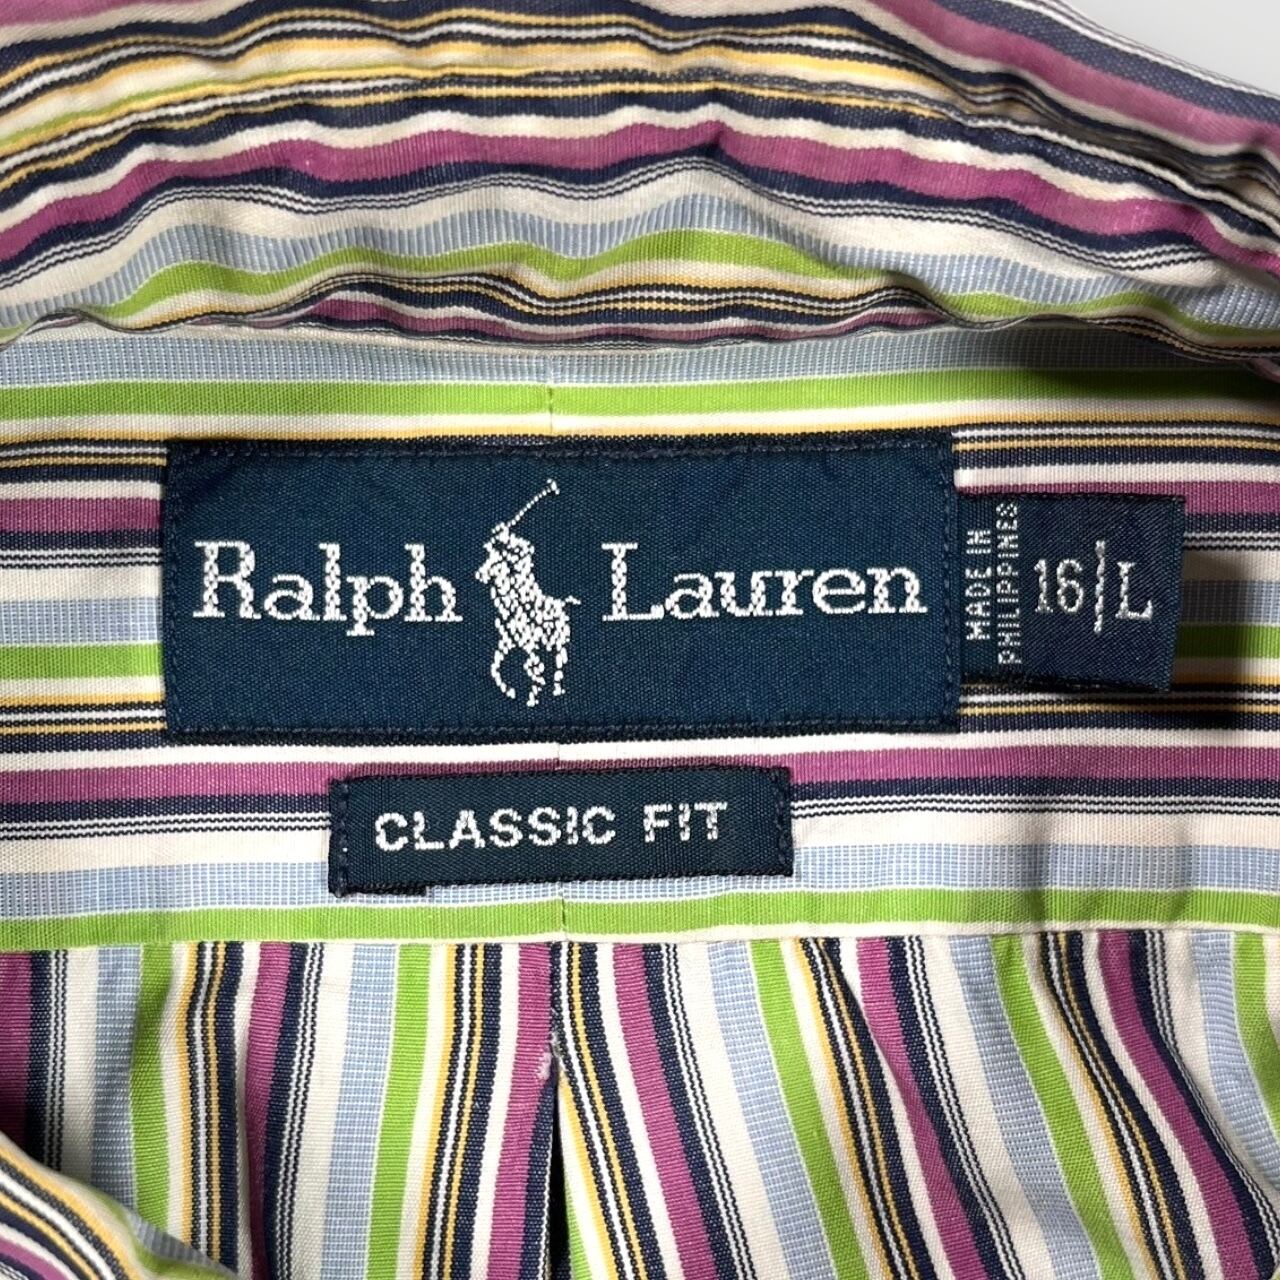 Ralph Lauren
MADE IN
PHILIPPINES
16/L
CLASSIC FIT